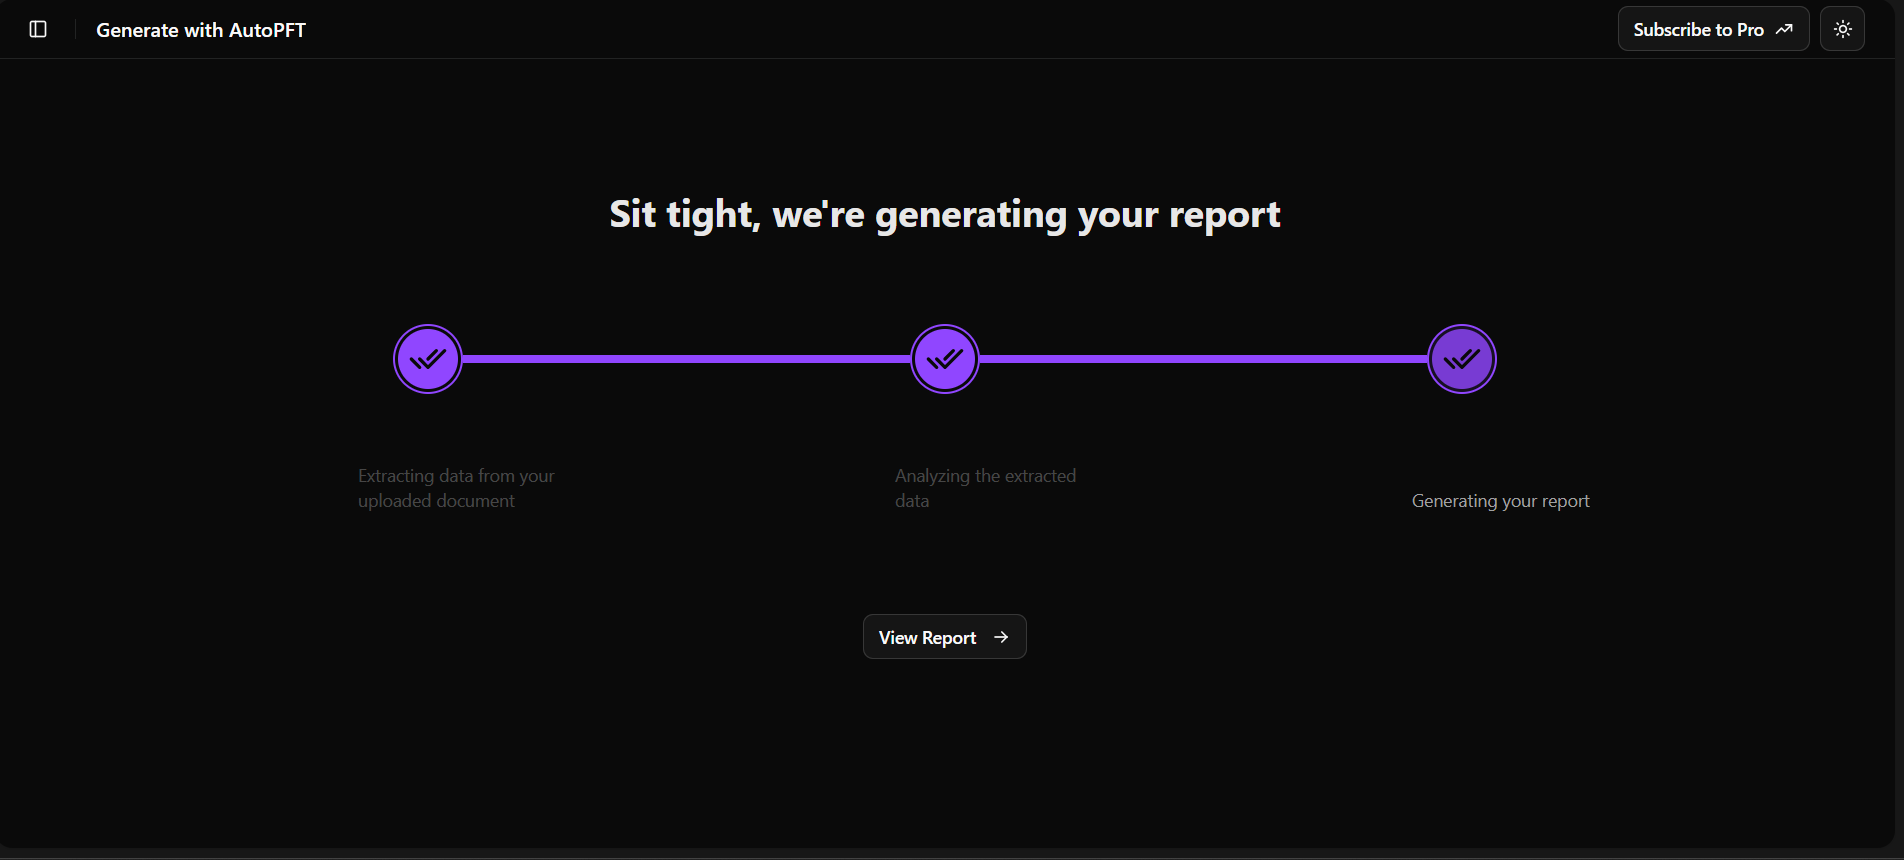 Generate with AutoPFT
Subscribe to Pro
Sit tight, we're generating your report
Extracting data from your
uploaded document
Analyzing the extracted
data
Generating your report
View Report